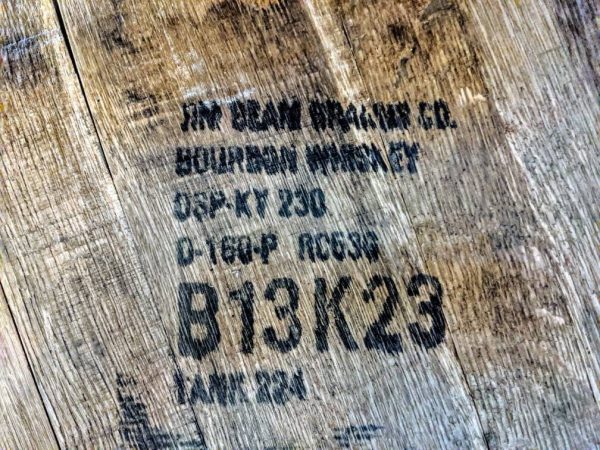 JIM BEAM BRANDS CO.
BOURBON WHISKEY
DSP-KY 230
O-160-P RC63G
B13K23
TANK 224